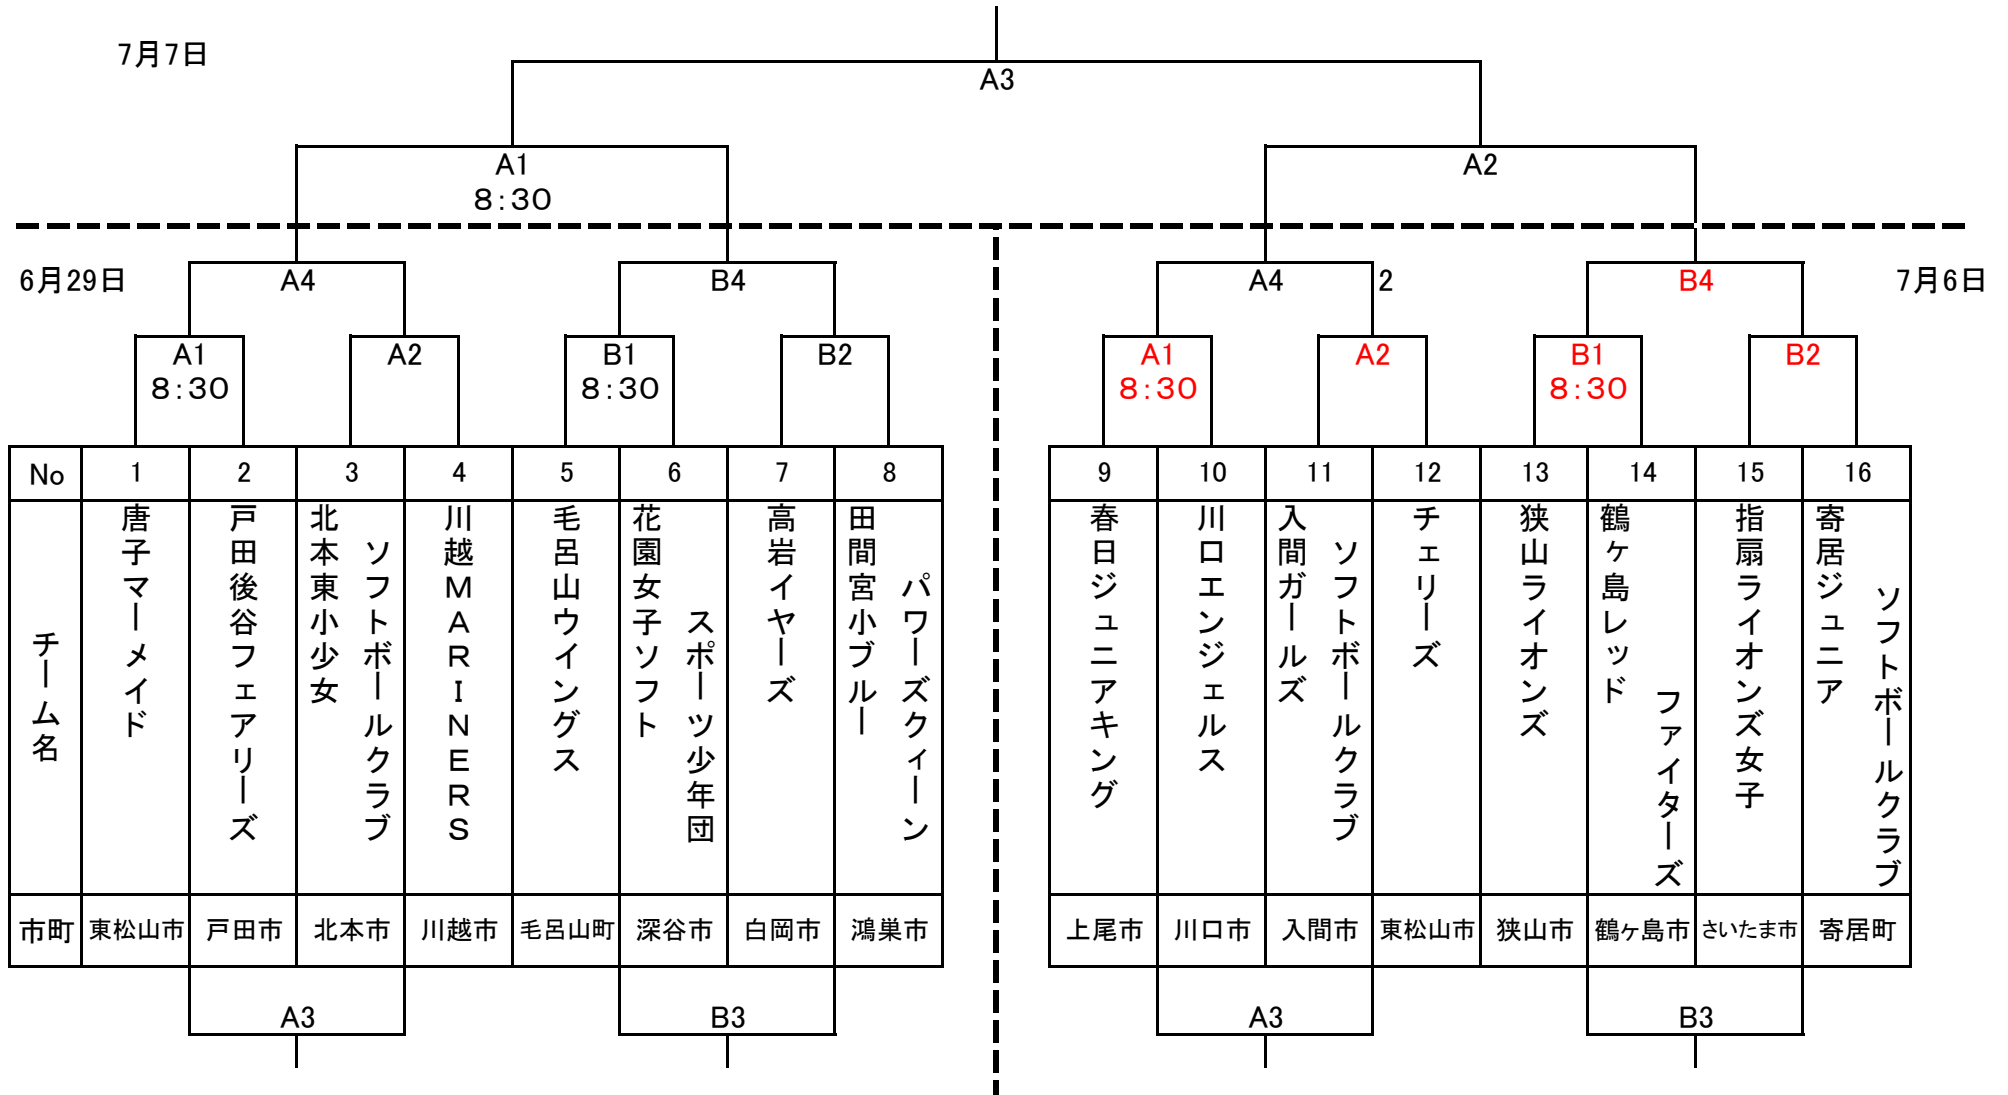 7月7日
A3
A1
8:30
A2
6月29日
A4
B4
A4
2
B4
7月6日
A1
8:30
A2
B1
8:30
B2
A1
8:30
A2
B1
8:30
B2
No
1
2
3
4
5
6
7
8
9
10
11
12
13
14
15
16
チーム名
唐子マーメイド
戸田後谷フェアリーズ
北本東小少女
ソフトボールクラブ
川越MARINERS
毛呂山ウイングス
花園女子ソフト
スポーツ少年団
高岩イヤーズ
田間宮小ブルー
パワーズクィーン
春日ジュニアキング
川口エンジェルス
入間ガールズ
ソフトボールクラブ
チェリーズ
狭山ライオンズ
鶴ヶ島レッド
ファイターズ
指扇ライオンズ女子
寄居ジュニア
ソフトボールクラブ
市町
東松山市
戸田市
北本市
川越市
毛呂山町
深谷市
白岡市
鴻巣市
上尾市
川口市
入間市
東松山市
狭山市
鶴ヶ島市
さいたま市
寄居町
A3
B3
A3
B3